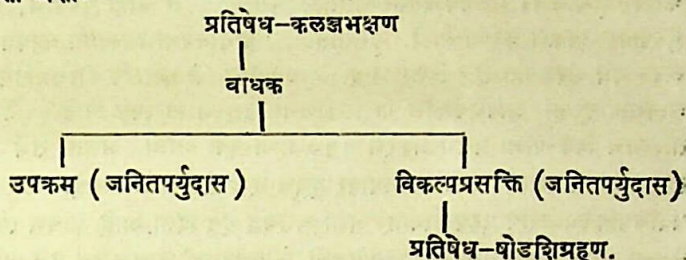 प्रतिषेध-कलञ्जभक्षण
बाधक
उपक्रम ( जनितपर्युदास )
विकल्पप्रसक्ति (जनितपर्युदास)
प्रतिषेध-षोडशिग्रहण.